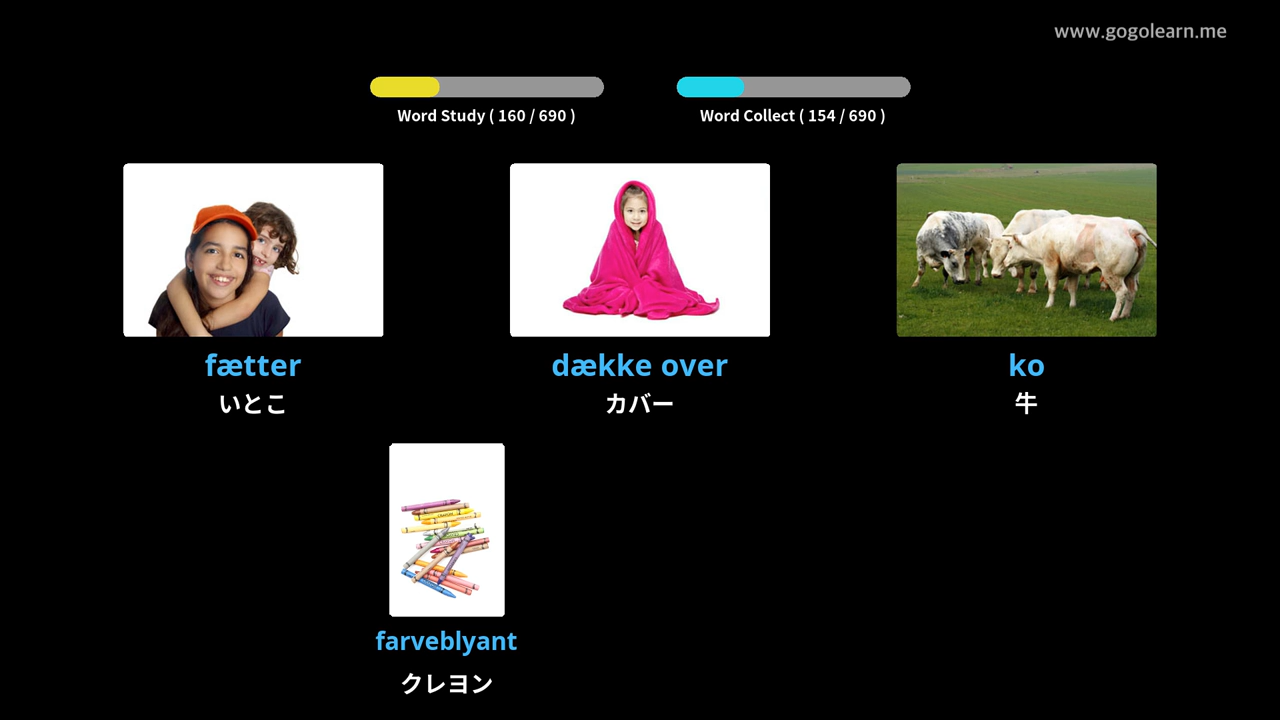 www.gogolearn.me
Word Study ( 160 / 690 )
Word Collect ( 154 / 690 )
fætter
いとこ
dække over
カバー
ko
牛
farveblyant
クレヨン